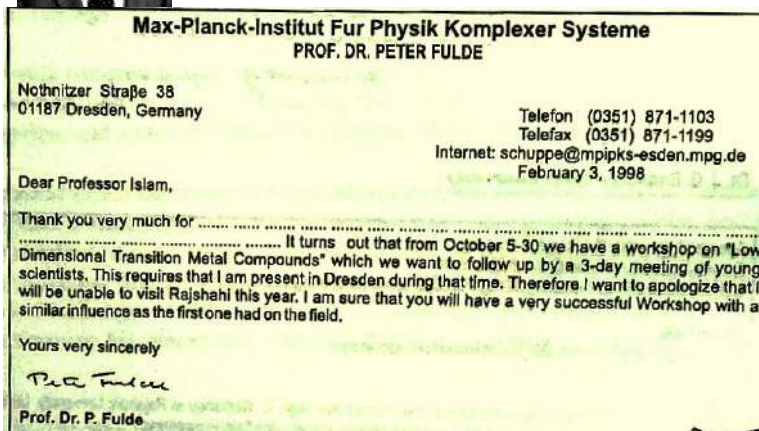 Max-Planck-Institut Fur Physik Komplexer Systeme
PROF. DR. PETER FULDE
Nothnitzer Straβe 38
01187 Dresden, Germany
Telefon (0351) 871-1103
Telefax (0351) 871-1199
Internet: schuppe@mpipks-esden.mpg.de
February 3, 1998
Dear Professor Islam,
Thank you very much for ...... ...... ...... ...... ...... ...... ...... ...... ...... ...... ...... ...... ......
...... ...... ...... ...... ...... ...... It turns out that from October 5-30 we have a workshop on "Low
Dimensional Transition Metal Compounds" which we want to follow up by a 3-day meeting of young
scientists. This requires that I am present in Dresden during that time. Therefore I want to apologize that I
will be unable to visit Rajshahi this year. I am sure that you will have a very successful Workshop with a
similar influence as the first one had on the field.
Yours very sincerely
Peter Fulde
Prof. Dr. P. Fulde